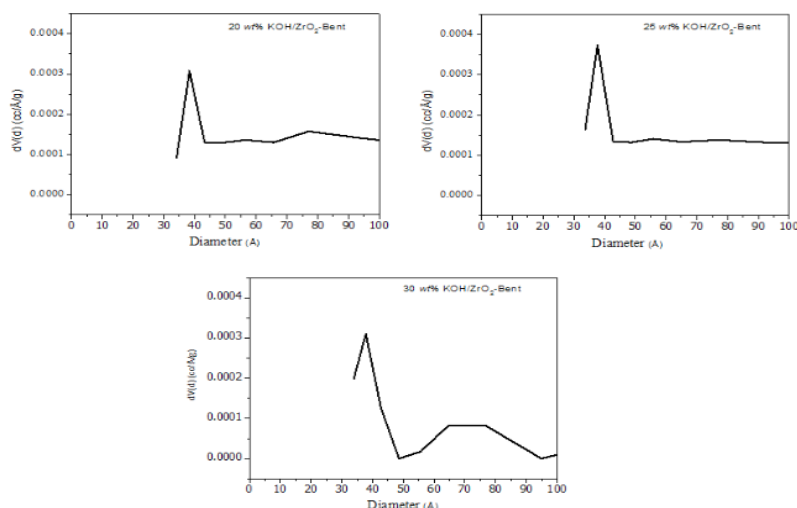 20 wt% KOH/ZrO₂-Bent
0.0004
0.0003
0.0002
0.0001
0.0000
dV(d) (cc/Å/g)
0 10 20 30 40 50 60 70 80 90 100
Diameter (A)
25 wt% KOH/ZrO₂-Bent
0.0004
0.0003
0.0002
0.0001
0.0000
dV(d) (cc/Å/g)
0 10 20 30 40 50 60 70 80 90 100
Diameter (A)
30 wt% KOH/ZrO₂-Bent
0.0004
0.0003
0.0002
0.0001
0.0000
dV(d) (cc/Å/g)
0 10 20 30 40 50 60 70 80 90 100
Diameter (A)